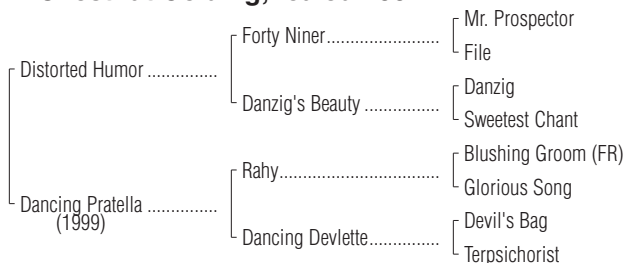 Mr. Prospector
Forty Niner
File
Distorted Humor
Danzig
Danzig's Beauty
Sweetest Chant
Blushing Groom (FR)
Rahy
Glorious Song
Dancing Pratella
(1999)
Devil's Bag
Dancing Devlette
Terpsichorist